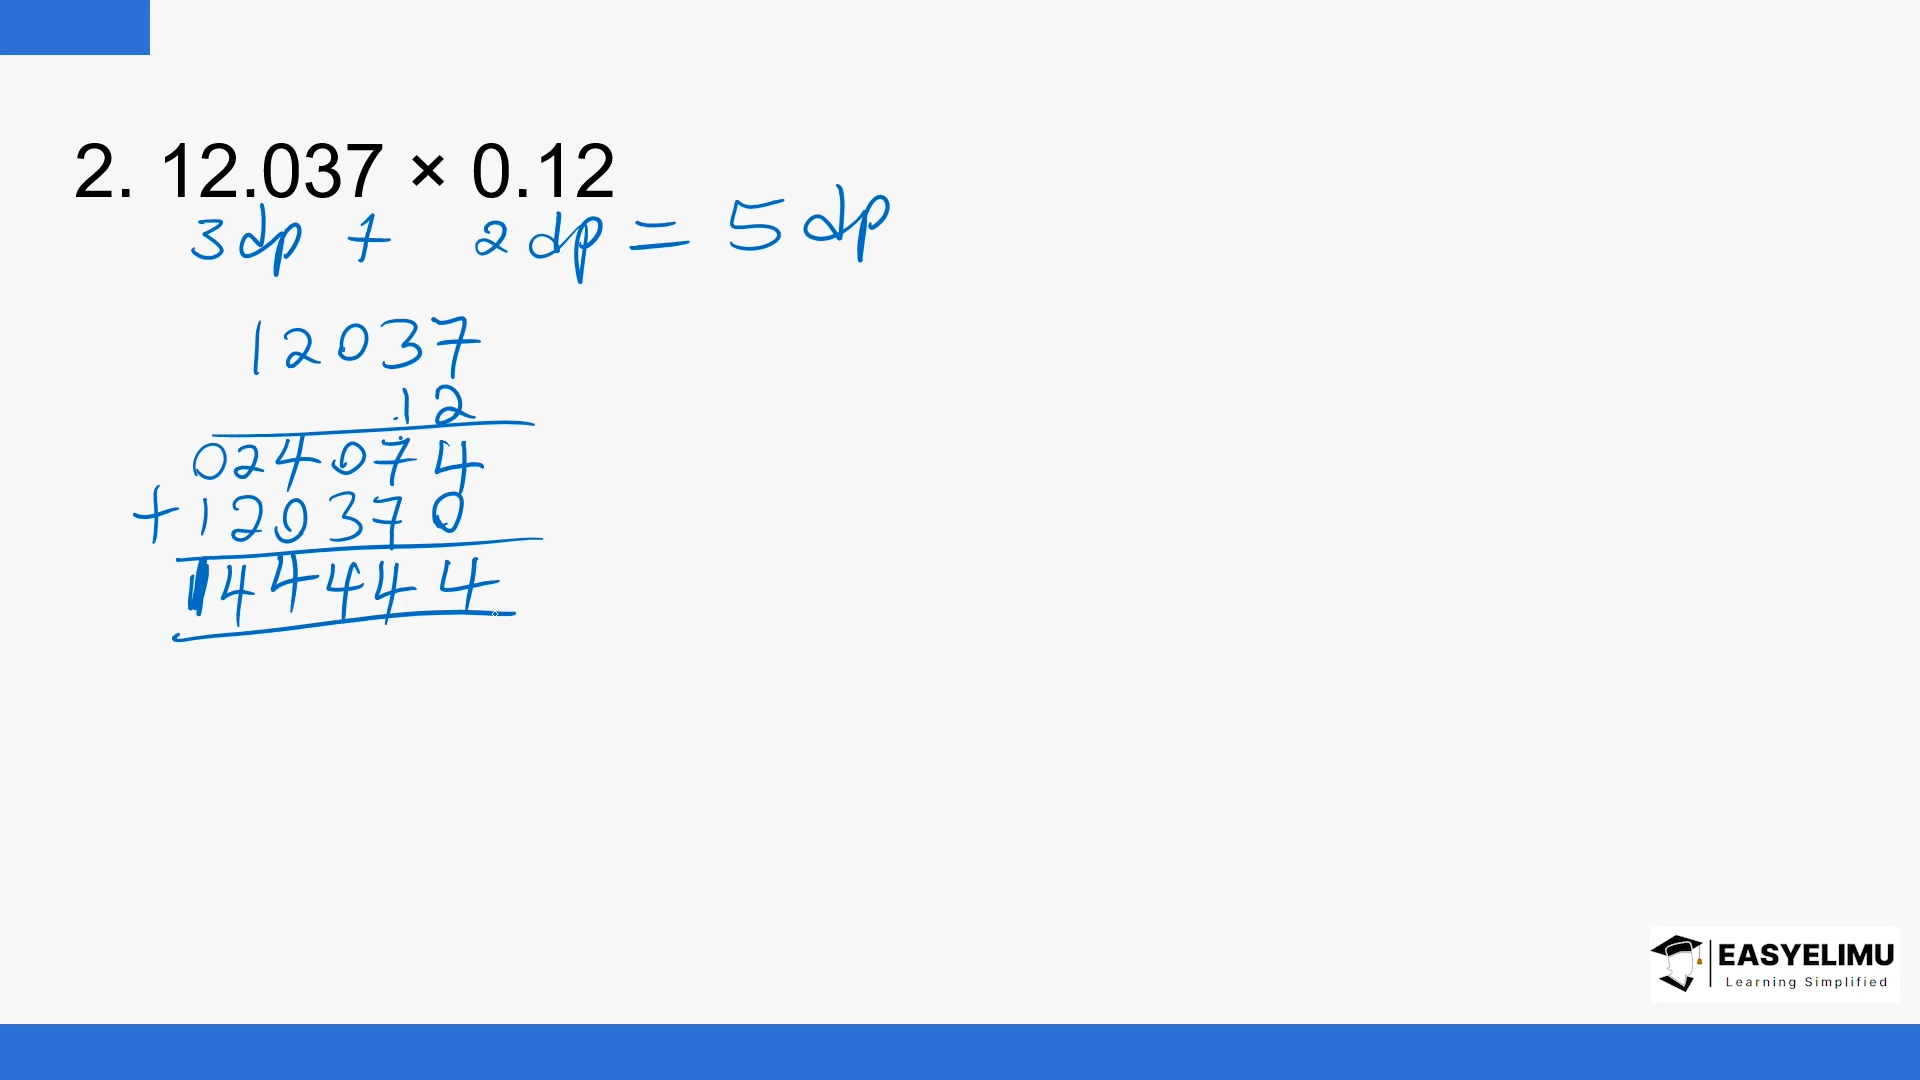 2. 12.037 × 0.12
3dp + 2dp = 5dp
12037
.12
024074
+120370
144444
EASYELIMU
Learning Simplified